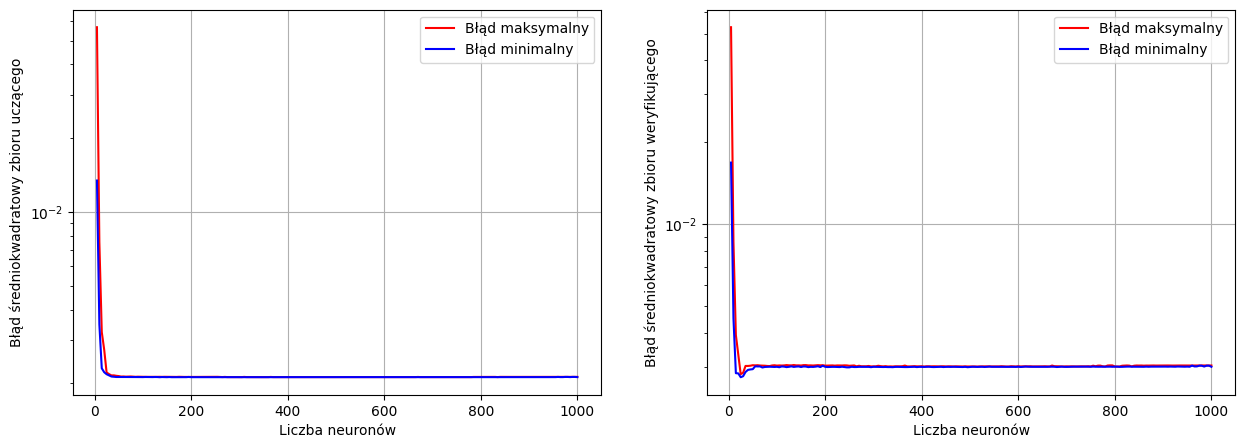 Błąd średniokwadratowy zbioru uczącego
10⁻²
Błąd maksymalny
Błąd minimalny
0 200 400 600 800 1000
Liczba neuronów
Błąd średniokwadratowy zbioru weryfikującego
10⁻²
Błąd maksymalny
Błąd minimalny
0 200 400 600 800 1000
Liczba neuronów